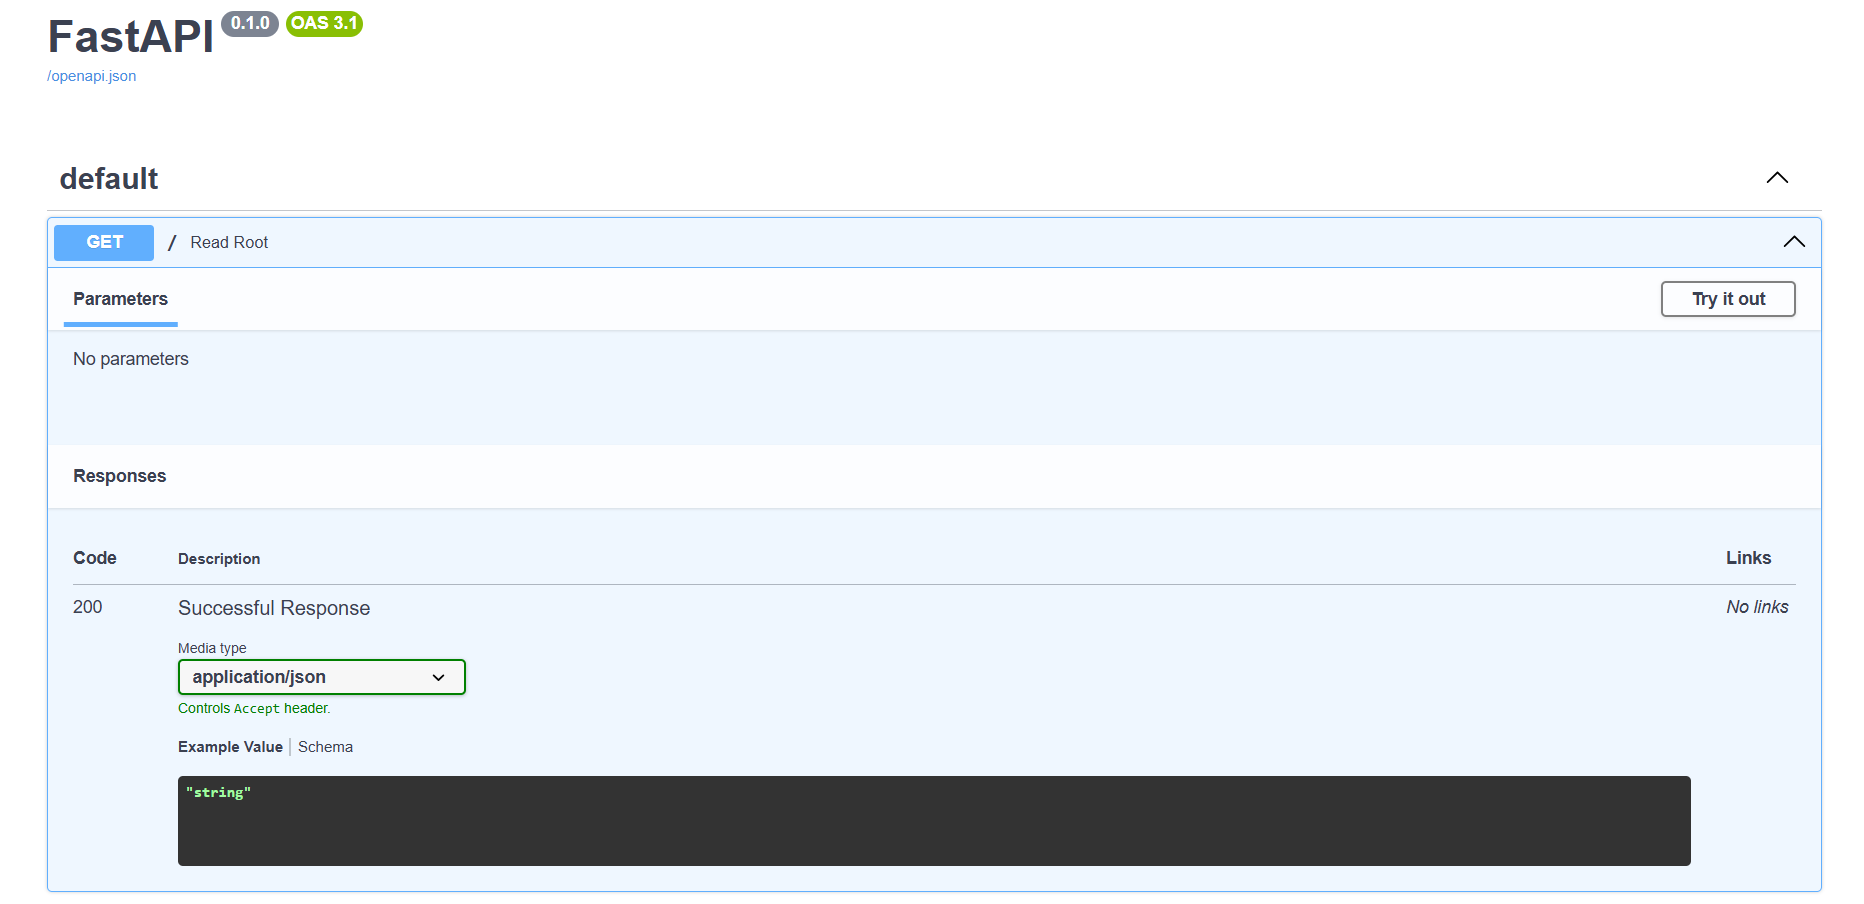 FastAPI 0.1.0 OAS 3.1
/openapi.json
default
GET / Read Root
Parameters Try it out
No parameters
Responses
Code Description Links
200 Successful Response No links
Media type
application/json
Controls Accept header.
Example Value Schema
"string"